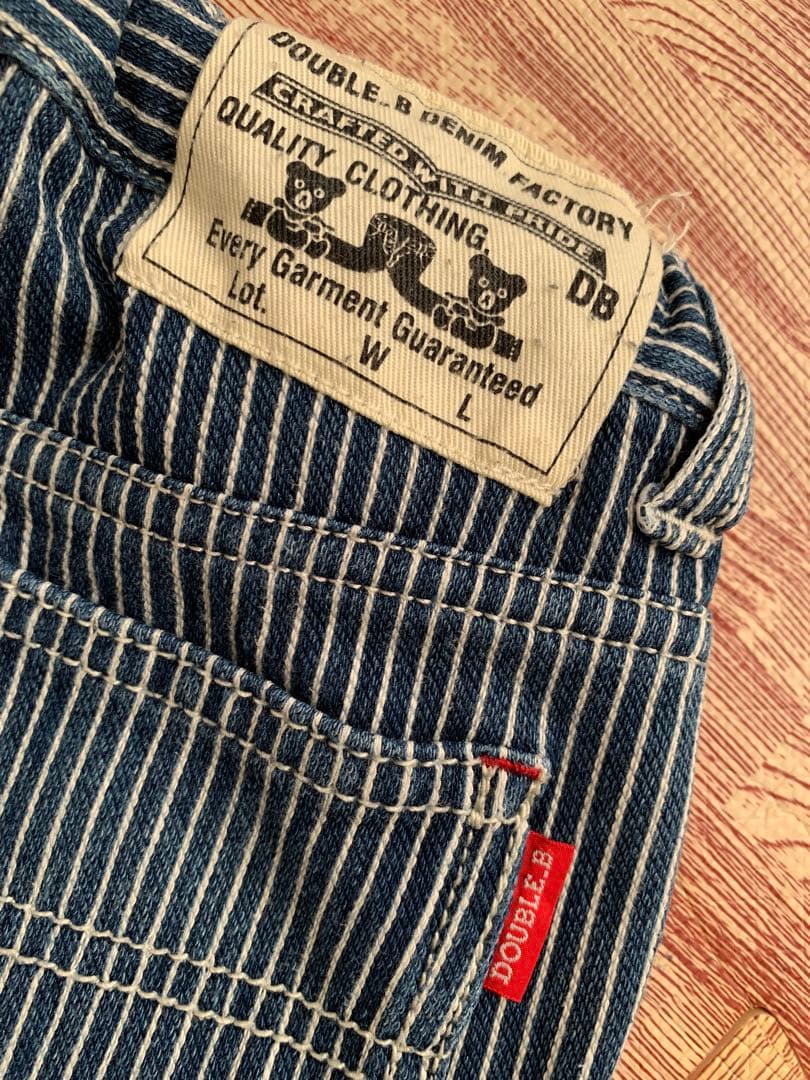 DOUBLE_B DENIM FACTORY
CRAFTED WITH PRIDE
QUALITY CLOTHING.
DB
Every Garment Guaranteed
Lot. W L
DOUBLE_B